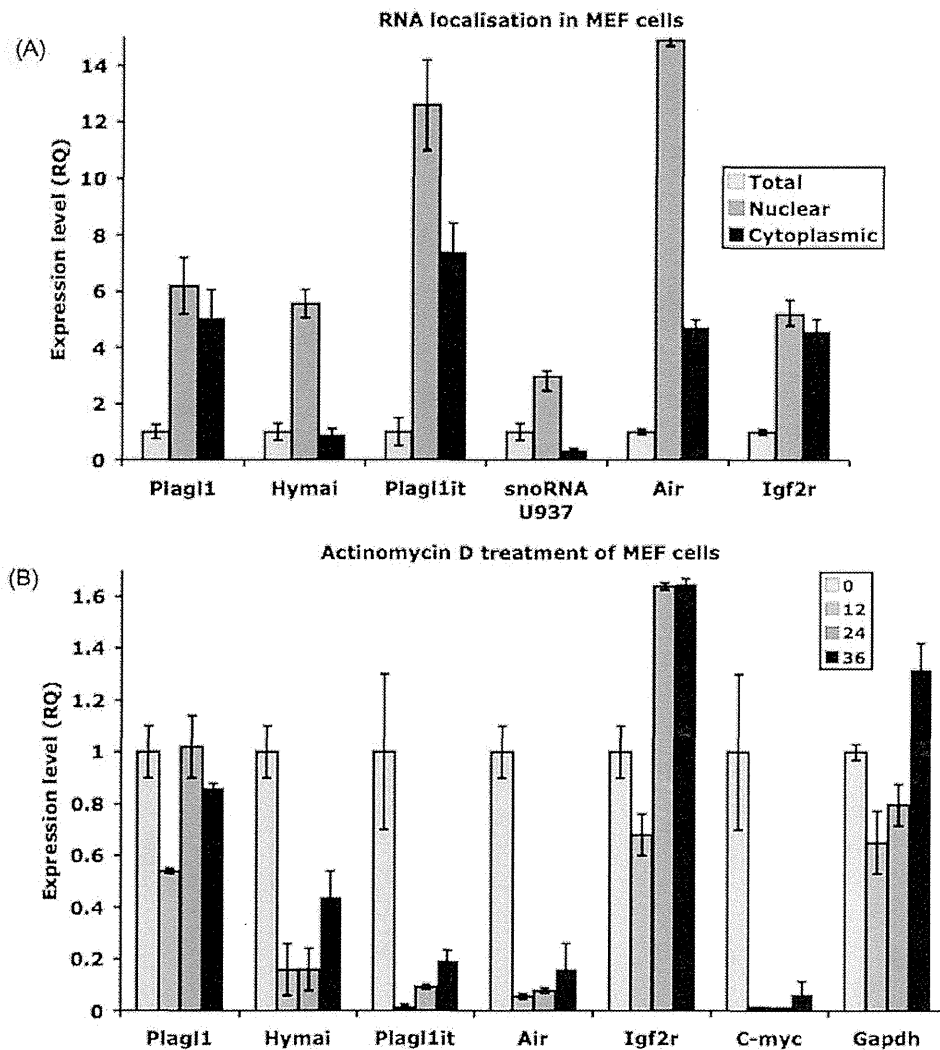 RNA localisation in MEF cells
(A)
Expression level (RQ)
14
12
10
8
6
4
2
0
Total
Nuclear
Cytoplasmic
Plagl1
Hymai
Plagl1it
snoRNA
U937
Air
Igf2r
Actinomycin D treatment of MEF cells
(B)
Expression level (RQ)
1.6
1.4
1.2
1
0.8
0.6
0.4
0.2
0
0
12
24
36
Plagl1
Hymai
Plagl1it
Air
Igf2r
C-myc
Gapdh